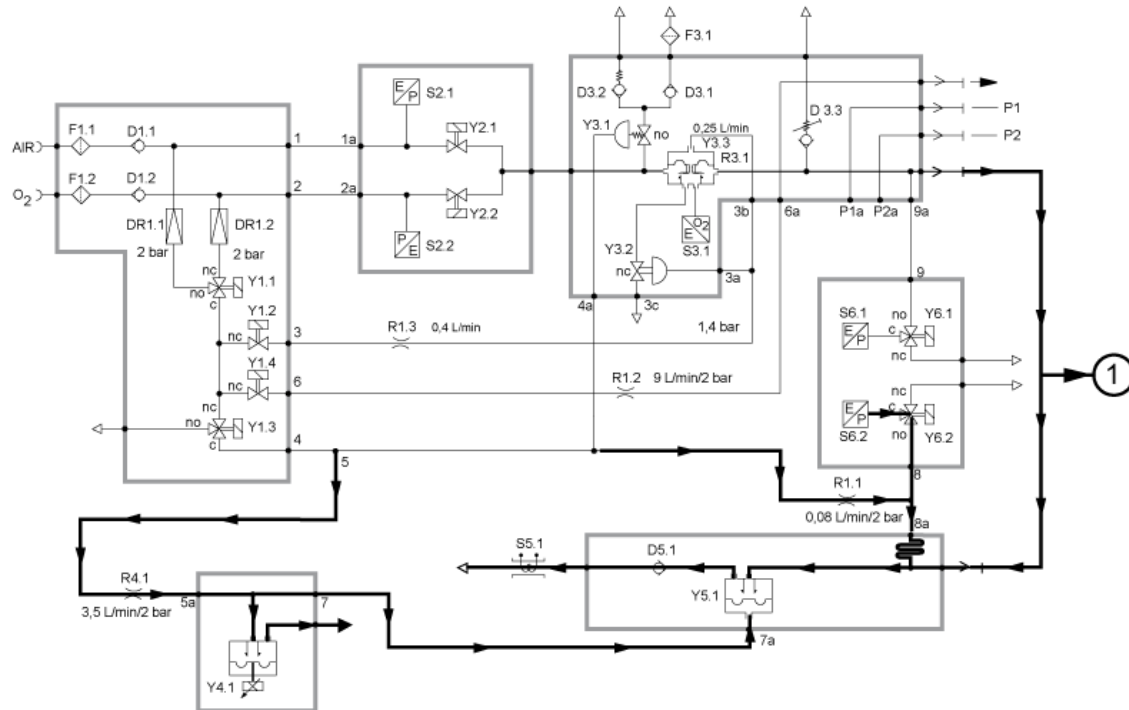 F3.1
D3.2
D3.1
D 3.3
P1
P2
S2.1
F1.1
D1.1
1
1a
Y2.1
AIR
Y3.1
no
0,25 L/min
Y3.3
R3.1
O2
F1.2
D1.2
2
2a
Y2.2
DR1.1
DR1.2
2 bar
2 bar
S2.2
3b
6a
P1a
P2a
9a
O2
E
S3.1
Y3.2
nc
3a
4a
3c
nc
Y1.1
no
c
Y1.2
nc
3
R1.3
0,4 L/min
1,4 bar
9
S6.1
no
Y6.1
c
nc
Y1.4
nc
6
R1.2
9 L/min/2 bar
nc
no
Y1.3
c
4
5
nc
c
S6.2
no
Y6.2
1
8
R1.1
0,08 L/min/2 bar
8a
S5.1
D5.1
Y5.1
R4.1
3,5 L/min/2 bar
5a
7
7a
Y4.1
E
P
P
E
E
P
E
P